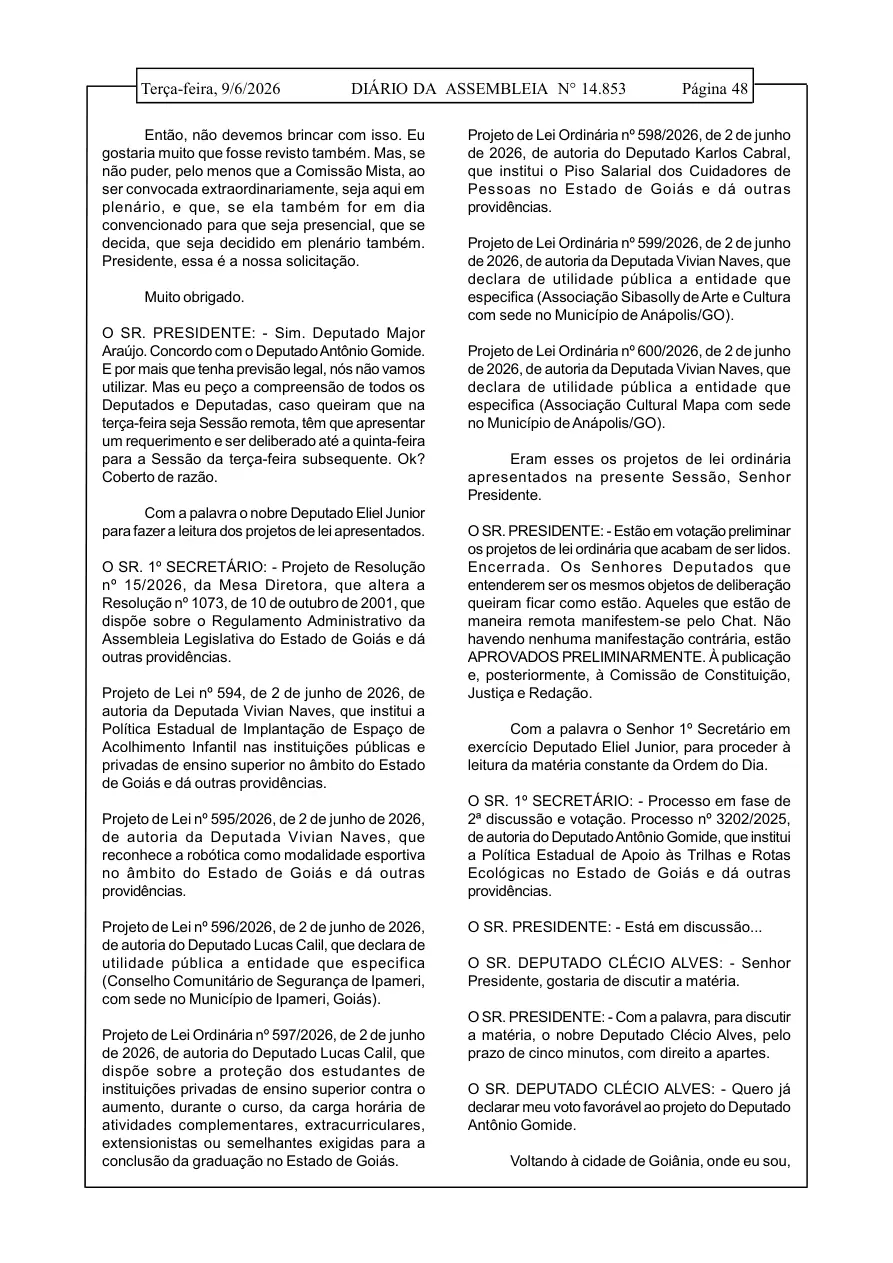 Terça-feira, 9/6/2026 DIÁRIO DA ASSEMBLEIA N° 14.853 Página 48
Então, não devemos brincar com isso. Eu
gostaria muito que fosse revisto também. Mas, se
não puder, pelo menos que a Comissão Mista, ao
ser convocada extraordinariamente, seja aqui em
plenário, e que, se ela também for em dia
convencionado para que seja presencial, que se
decida, que seja decidido em plenário também.
Presidente, essa é a nossa solicitação.
Muito obrigado.
O SR. PRESIDENTE: - Sim. Deputado Major
Araújo. Concordo com o Deputado Antônio Gomide.
E por mais que tenha previsão legal, nós não vamos
utilizar. Mas eu peço a compreensão de todos os
Deputados e Deputadas, caso queiram que na
terça-feira seja Sessão remota, têm que apresentar
um requerimento e ser deliberado até a quinta-feira
para a Sessão da terça-feira subsequente. Ok?
Coberto de razão.
Com a palavra o nobre Deputado Eliel Junior
para fazer a leitura dos projetos de lei apresentados.
O SR. 1º SECRETÁRIO: - Projeto de Resolução
nº 15/2026, da Mesa Diretora, que altera a
Resolução nº 1073, de 10 de outubro de 2001, que
dispõe sobre o Regulamento Administrativo da
Assembleia Legislativa do Estado de Goiás e dá
outras providências.
Projeto de Lei nº 594, de 2 de junho de 2026, de
autoria da Deputada Vivian Naves, que institui a
Política Estadual de Implantação de Espaço de
Acolhimento Infantil nas instituições públicas e
privadas de ensino superior no âmbito do Estado
de Goiás e dá outras providências.
Projeto de Lei nº 595/2026, de 2 de junho de 2026,
de autoria da Deputada Vivian Naves, que
reconhece a robótica como modalidade esportiva
no âmbito do Estado de Goiás e dá outras
providências.
Projeto de Lei nº 596/2026, de 2 de junho de 2026,
de autoria do Deputado Lucas Calil, que declara de
utilidade pública a entidade que especifica
(Conselho Comunitário de Segurança de Ipameri,
com sede no Município de Ipameri, Goiás).
Projeto de Lei Ordinária nº 597/2026, de 2 de junho
de 2026, de autoria do Deputado Lucas Calil, que
dispõe sobre a proteção dos estudantes de
instituições privadas de ensino superior contra o
aumento, durante o curso, da carga horária de
atividades complementares, extracurriculares,
extensionistas ou semelhantes exigidas para a
conclusão da graduação no Estado de Goiás.
Projeto de Lei Ordinária nº 598/2026, de 2 de junho
de 2026, de autoria do Deputado Karlos Cabral,
que institui o Piso Salarial dos Cuidadores de
Pessoas no Estado de Goiás e dá outras
providências.
Projeto de Lei Ordinária nº 599/2026, de 2 de junho
de 2026, de autoria da Deputada Vivian Naves, que
declara de utilidade pública a entidade que
especifica (Associação Sibasolly de Arte e Cultura
com sede no Município de Anápolis/GO).
Projeto de Lei Ordinária nº 600/2026, de 2 de junho
de 2026, de autoria da Deputada Vivian Naves, que
declara de utilidade pública a entidade que
especifica (Associação Cultural Mapa com sede
no Município de Anápolis/GO).
Eram esses os projetos de lei ordinária
apresentados na presente Sessão, Senhor
Presidente.
O SR. PRESIDENTE: - Estão em votação preliminar
os projetos de lei ordinária que acabam de ser lidos.
Encerrada. Os Senhores Deputados que
entenderem ser os mesmos objetos de deliberação
queiram ficar como estão. Aqueles que estão de
maneira remota manifestem-se pelo Chat. Não
havendo nenhuma manifestação contrária, estão
APROVADOS PRELIMINARMENTE. À publicação
e, posteriormente, à Comissão de Constituição,
Justiça e Redação.
Com a palavra o Senhor 1º Secretário em
exercício Deputado Eliel Junior, para proceder à
leitura da matéria constante da Ordem do Dia.
O SR. 1º SECRETÁRIO: - Processo em fase de
2ª discussão e votação. Processo nº 3202/2025,
de autoria do Deputado Antônio Gomide, que institui
a Política Estadual de Apoio às Trilhas e Rotas
Ecológicas no Estado de Goiás e dá outras
providências.
O SR. PRESIDENTE: - Está em discussão...
O SR. DEPUTADO CLÉCIO ALVES: - Senhor
Presidente, gostaria de discutir a matéria.
O SR. PRESIDENTE: - Com a palavra, para discutir
a matéria, o nobre Deputado Clécio Alves, pelo
prazo de cinco minutos, com direito a apartes.
O SR. DEPUTADO CLÉCIO ALVES: - Quero já
declarar meu voto favorável ao projeto do Deputado
Antônio Gomide.
Voltando à cidade de Goiânia, onde eu sou,